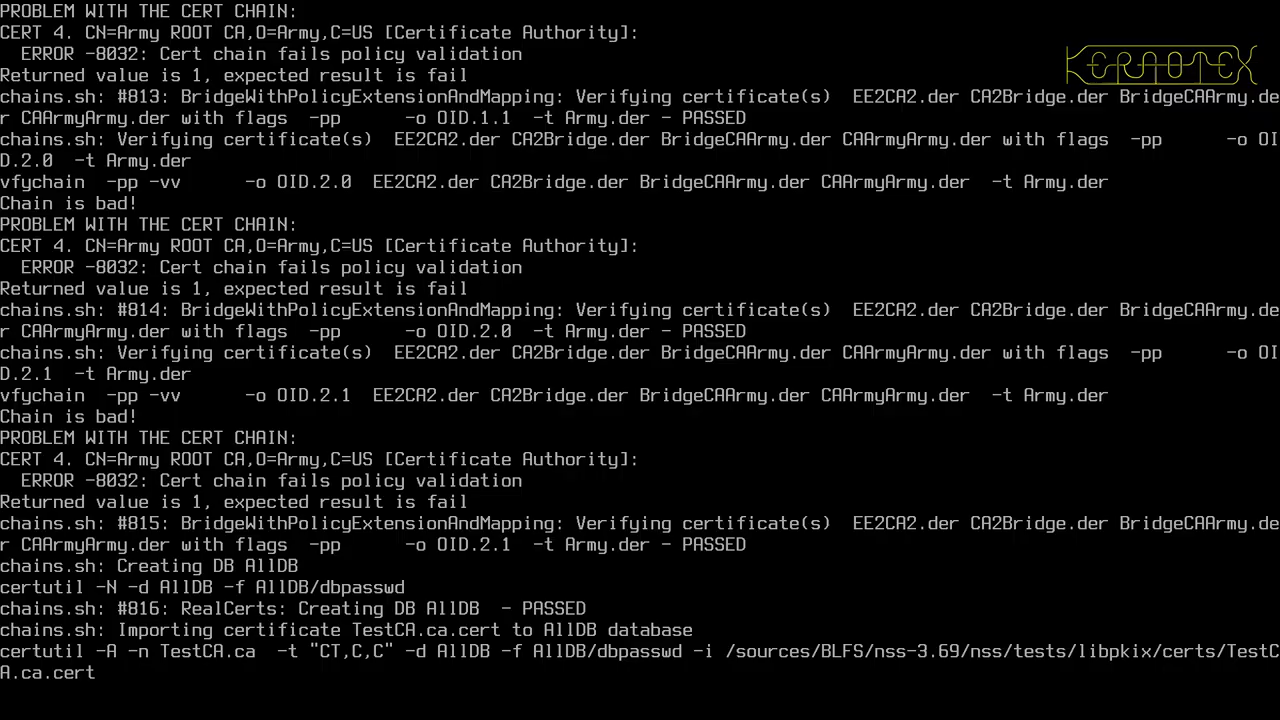 PROBLEM WITH THE CERT CHAIN:
CERT 4. CN=Army ROOT CA,O=Army,C=US [Certificate Authority]:
  ERROR -8032: Cert chain fails policy validation
Returned value is 1, expected result is fail
KERAOTEX
chains.sh: #813: BridgeWithPolicyExtensionAndMapping: Verifying certificate(s)  EE2CA2.der CA2Bridge.der BridgeCAArmy.de
r CAArmyArmy.der with flags  -pp      -o OID.1.1  -t Army.der - PASSED
chains.sh: Verifying certificate(s)  EE2CA2.der CA2Bridge.der BridgeCAArmy.der CAArmyArmy.der with flags  -pp      -o OI
D.2.0  -t Army.der
vfychain  -pp -vv      -o OID.2.0  EE2CA2.der CA2Bridge.der BridgeCAArmy.der CAArmyArmy.der  -t Army.der
Chain is bad!
PROBLEM WITH THE CERT CHAIN:
CERT 4. CN=Army ROOT CA,O=Army,C=US [Certificate Authority]:
  ERROR -8032: Cert chain fails policy validation
Returned value is 1, expected result is fail
chains.sh: #814: BridgeWithPolicyExtensionAndMapping: Verifying certificate(s)  EE2CA2.der CA2Bridge.der BridgeCAArmy.de
r CAArmyArmy.der with flags  -pp      -o OID.2.0  -t Army.der - PASSED
chains.sh: Verifying certificate(s)  EE2CA2.der CA2Bridge.der BridgeCAArmy.der CAArmyArmy.der with flags  -pp      -o OI
D.2.1  -t Army.der
vfychain  -pp -vv      -o OID.2.1  EE2CA2.der CA2Bridge.der BridgeCAArmy.der CAArmyArmy.der  -t Army.der
Chain is bad!
PROBLEM WITH THE CERT CHAIN:
CERT 4. CN=Army ROOT CA,O=Army,C=US [Certificate Authority]:
  ERROR -8032: Cert chain fails policy validation
Returned value is 1, expected result is fail
chains.sh: #815: BridgeWithPolicyExtensionAndMapping: Verifying certificate(s)  EE2CA2.der CA2Bridge.der BridgeCAArmy.de
r CAArmyArmy.der with flags  -pp      -o OID.2.1  -t Army.der - PASSED
chains.sh: Creating DB AllDB
certutil -N -d AllDB -f AllDB/dbpasswd
chains.sh: #816: RealCerts: Creating DB AllDB  - PASSED
chains.sh: Importing certificate TestCA.ca.cert to AllDB database
certutil -A -n TestCA.ca  -t "CT,C,C" -d AllDB -f AllDB/dbpasswd -i /sources/BLFS/nss-3.69/nss/tests/libpkix/certs/TestC
A.ca.cert